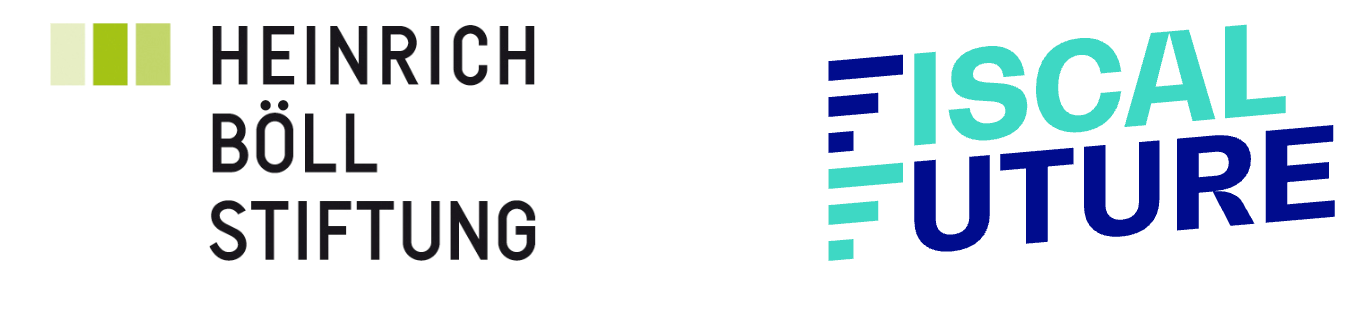 HEINRICH
BÖLL
STIFTUNG
FISCAL
FUTURE